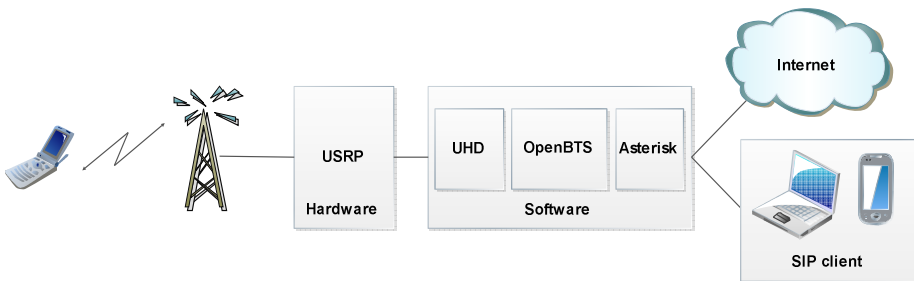 Internet
USRP
UHD
OpenBTS
Asterisk
Hardware
Software
SIP client